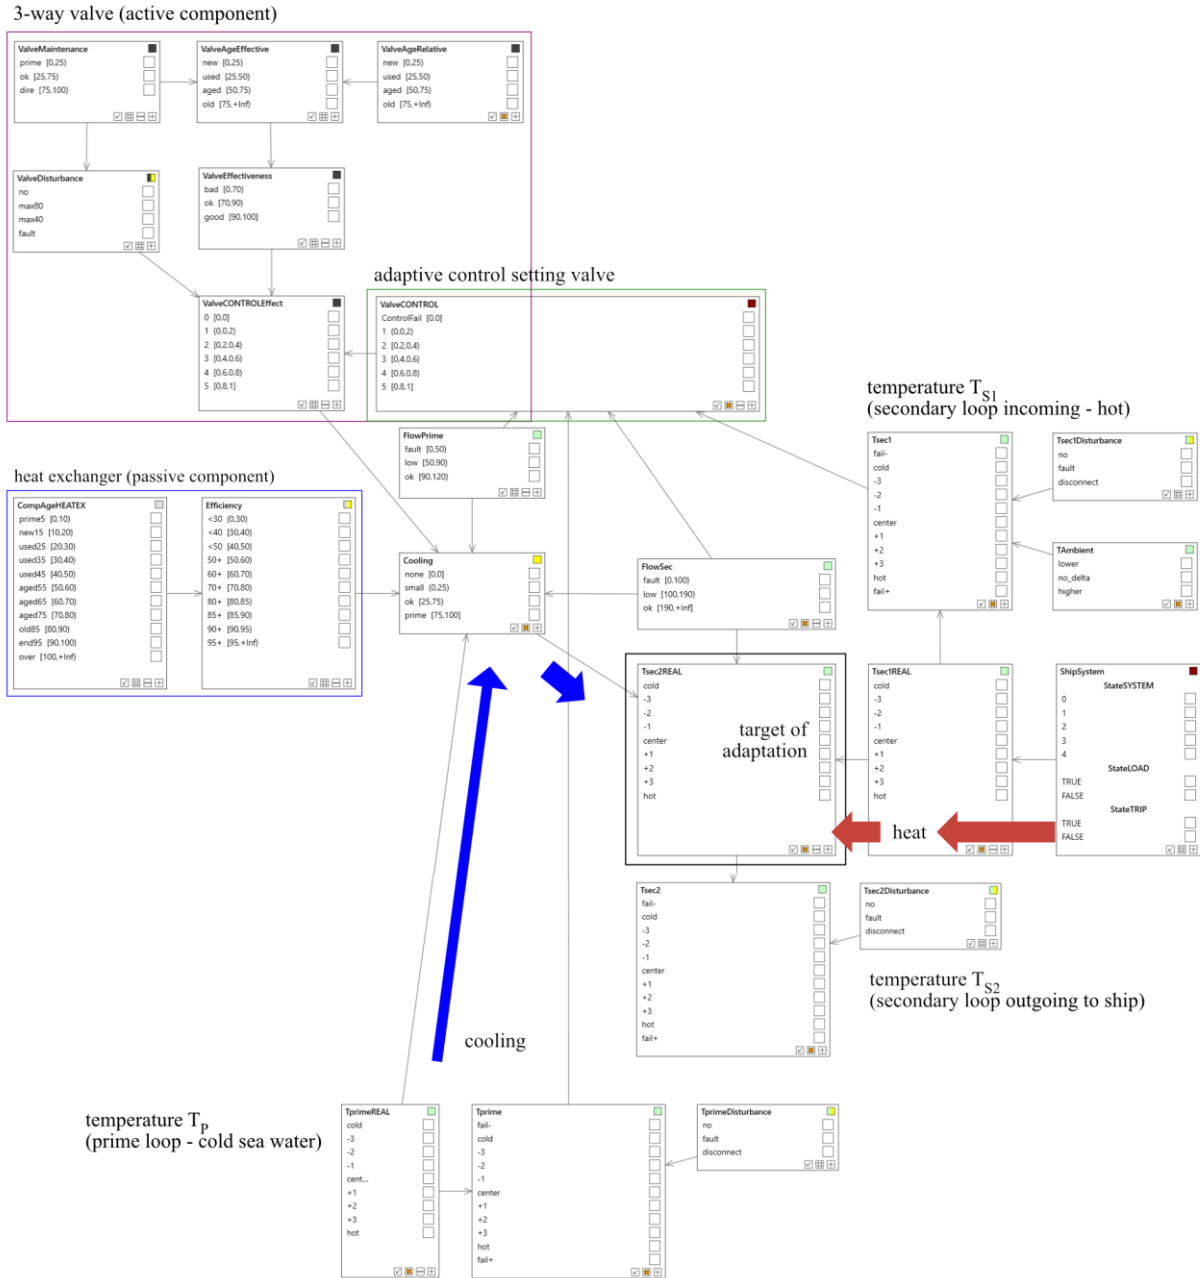 3-way valve (active component)
ValveMaintenance
prime [0,25)
ok [25,75)
dire [75,100)
ValveAgeEffective
new [0,25)
used [25,50)
aged [50,75)
old [75,+Inf)
ValveAgeRelative
new [0,25)
used [25,50)
aged [50,75)
old [75,+Inf)
ValveDisturbance
no
max80
max40
fault
ValveEffectiveness
bad [0,70)
ok [70,90)
good [90,100]
adaptive control setting valve
ValveCONTROLEffect
0 [0,0]
1 (0,0.2)
2 [0.2,0.4)
3 [0.4,0.6)
4 [0.6,0.8)
5 [0.8,1]
ValveCONTROL
ControlFail [0,0]
1 (0,0.2)
2 [0.2,0.4)
3 [0.4,0.6)
4 [0.6,0.8)
5 [0.8,1]
temperature T_S1
(secondary loop incoming - hot)
FlowPrime
fault [0,50)
low [50,90)
ok [90,120)
Tsec1
fail-
cold
-3
-2
-1
center
+1
+2
+3
hot
fail+
Tsec1Disturbance
no
fault
disconnect
TAmbient
lower
no_delta
higher
heat exchanger (passive component)
CompAgeHEATEX
prime5 [0,10)
new15 [10,20)
used25 [20,30)
used35 [30,40)
used45 [40,50)
aged55 [50,60)
aged65 [60,70)
aged75 [70,80)
old85 [80,90)
end95 [90,100)
over [100,+Inf)
Efficiency
<30 (0,30)
<40 [30,40)
<50 [40,50)
50+ [50,60)
60+ [60,70)
70+ [70,80)
80+ [80,85)
85+ [85,90)
90+ [90,95)
95+ [95,+Inf)
Cooling
none [0,0]
small (0,25)
ok [25,75)
prime [75,100]
FlowSec
fault [0,100)
low [100,190)
ok [190,+Inf]
Tsec2REAL
cold
-3
-2
-1
center
+1
+2
+3
hot
target of
adaptation
Tsec1REAL
cold
-3
-2
-1
center
+1
+2
+3
hot
ShipSystem
StateSYSTEM
0
1
2
3
4
StateLOAD
TRUE
FALSE
StateTRIP
TRUE
FALSE
heat
Tsec2
fail-
cold
-3
-2
-1
center
+1
+2
+3
hot
fail+
Tsec2Disturbance
no
fault
disconnect
temperature T_S2
(secondary loop outgoing to ship)
cooling
temperature T_P
(prime loop - cold sea water)
TprimeREAL
cold
-3
-2
-1
cent...
+1
+2
+3
hot
Tprime
fail-
cold
-3
-2
-1
center
+1
+2
+3
hot
fail+
TprimeDisturbance
no
fault
disconnect